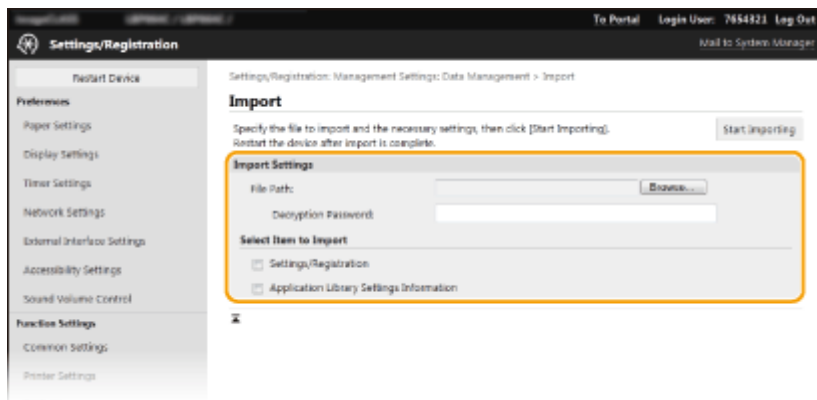 To Portal Login User: 7654321 Log Out
Settings/Registration
Mail to System Manager
Restart Device
Preferences
Paper Settings
Display Settings
Timer Settings
Network Settings
External Interface Settings
Accessibility Settings
Sound Volume Control
Function Settings
Common Settings
Printer Settings
Settings/Registration: Management Settings: Data Management > Import
Import
Specify the file to import and the necessary settings, then click [Start Importing].
Restart the device after import is complete.
Start Importing
Import Settings
File Path:
Browse...
Decryption Password:
Select Item to Import
Settings/Registration
Application Library Settings Information